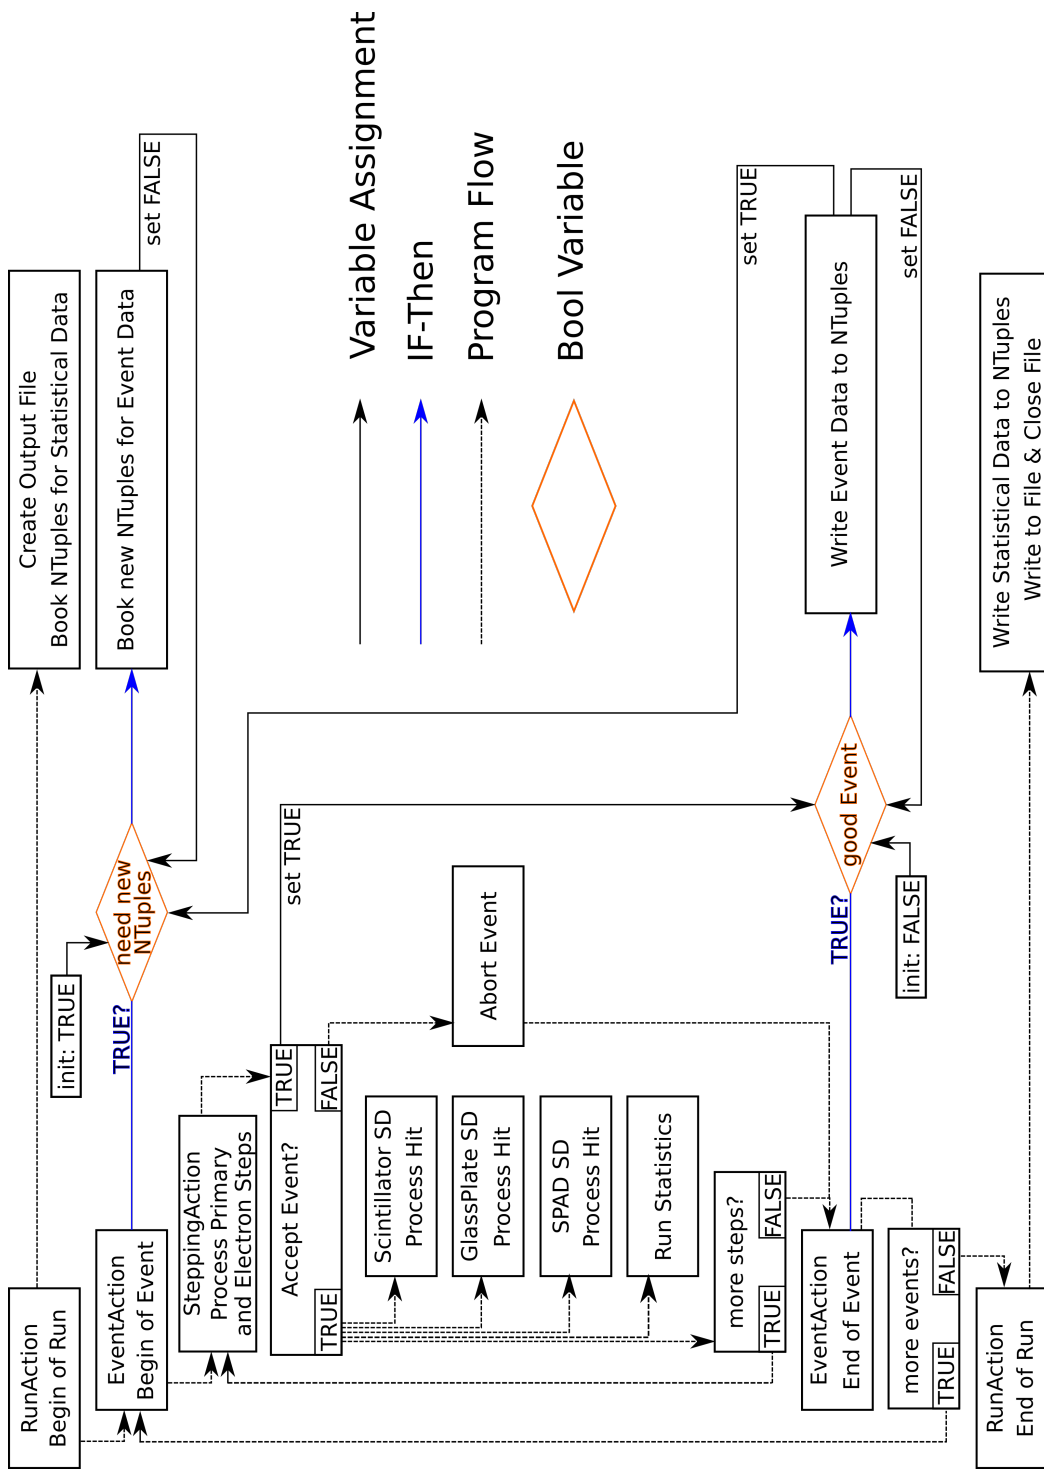 RunAction
Begin of Run
Create Output File
Book NTuples for Statistical Data
init: TRUE
EventAction
Begin of Event
TRUE?
need new
NTuples
Book new NTuples for Event Data
set FALSE
SteppingAction
Process Primary
and Electron Steps
Accept Event?
TRUE
TRUE
FALSE
set TRUE
Scintillator SD
Process Hit
GlassPlate SD
Process Hit
SPAD SD
Process Hit
Run Statistics
Abort Event
Variable Assignment
IF-Then
Program Flow
Bool Variable
more steps?
TRUE
FALSE
set TRUE
EventAction
End of Event
TRUE?
good Event
Write Event Data to NTuples
set FALSE
init: FALSE
more events?
TRUE
FALSE
RunAction
End of Run
Write Statistical Data to NTuples
Write to File & Close File